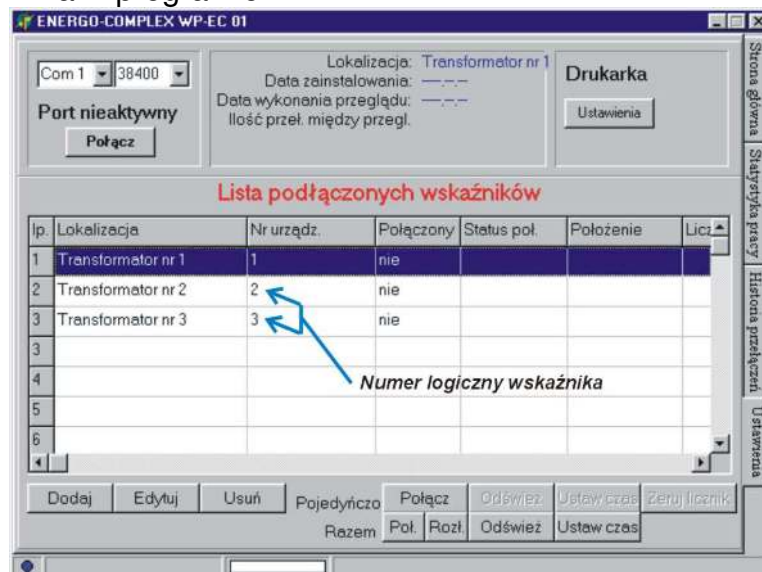 ENERGO-COMPLEX WP-EC 01
Com 1 38400
Port nieaktywny
Połącz
Lokalizacja: Transformator nr 1
Data zainstalowania: —.-.-
Data wykonania przeglądu: —.-.-
Ilość przeł. między przegl.
Drukarka
Ustawienia
Strona główna
Statystyka pracy
Historia przełączeń
Ustawienia
Lista podłączonych wskaźników
lp. Lokalizacja Nr urządz. Połączony Status poł. Położenie Licz
1 Transformator nr 1 1 nie
2 Transformator nr 2 2 nie
3 Transformator nr 3 3 nie
3
4
Numer logiczny wskaźnika
5
6
Dodaj Edytuj Usuń Pojedyńczo Połącz Odśwież Ustaw czas Zeruj licznik
Razem Poł. Rozł. Odśwież Ustaw czas